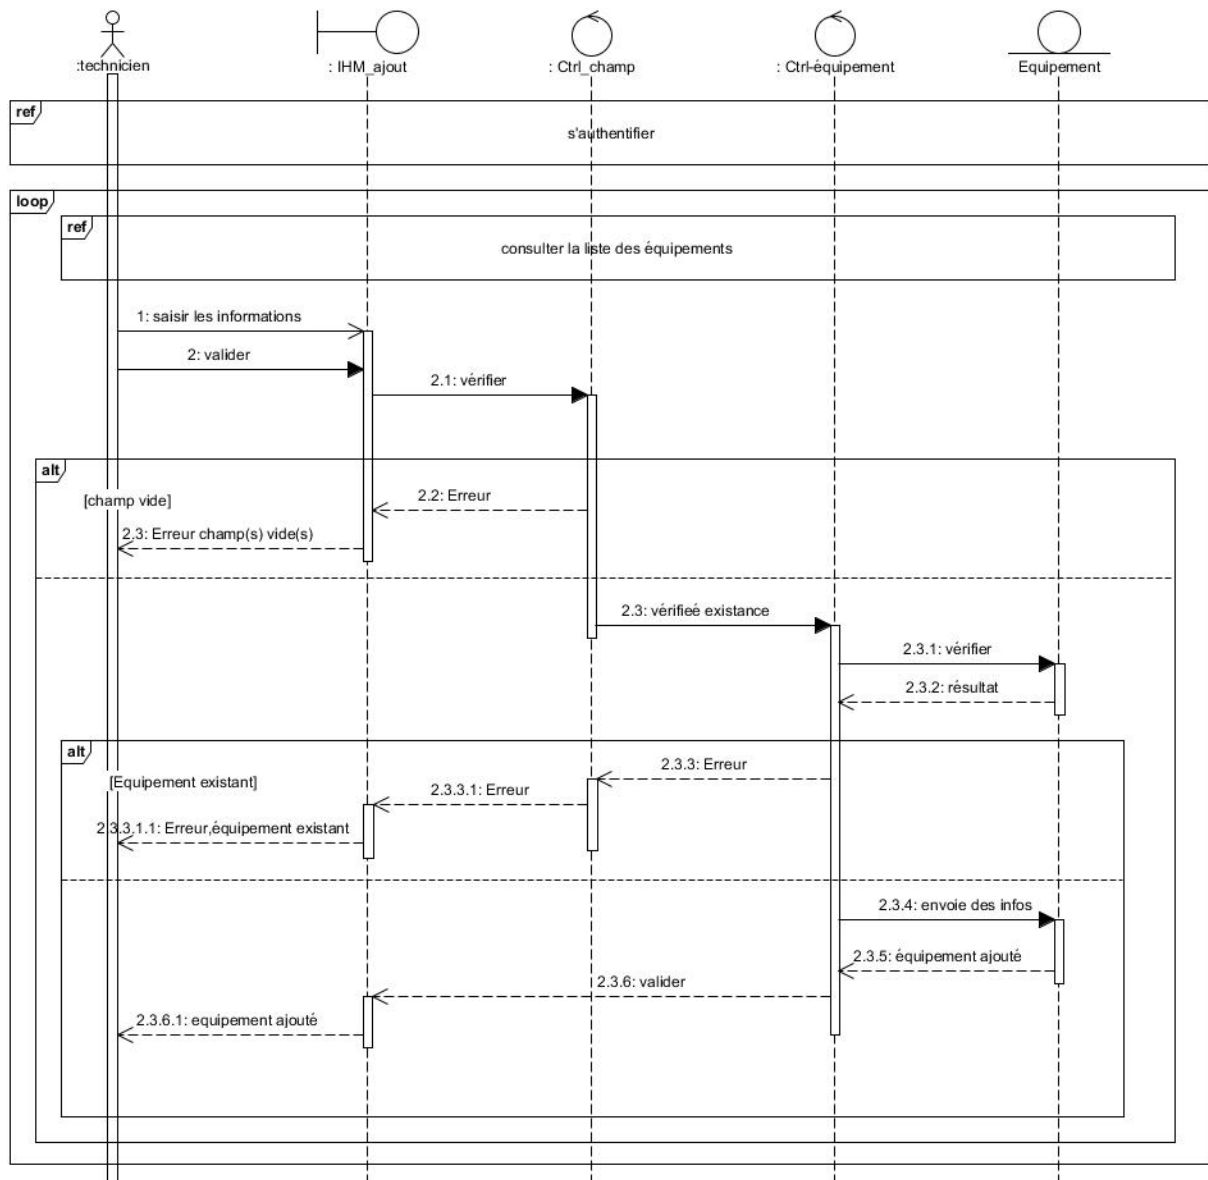 :technicien
: IHM_ajout
: Ctrl_champ
: Ctrl-équipement
Equipement
ref
s'authentifier
loop
ref
consulter la liste des équipements
1: saisir les informations
2: valider
2.1: vérifier
alt
[champ vide]
2.2: Erreur
2.3: Erreur champ(s) vide(s)
2.3: vérifieé existance
2.3.1: vérifier
2.3.2: résultat
alt
[Equipement existant]
2.3.3: Erreur
2.3.3.1: Erreur
2.3.3.1.1: Erreur,équipement existant
2.3.4: envoie des infos
2.3.5: équipement ajouté
2.3.6: valider
2.3.6.1: equipement ajouté